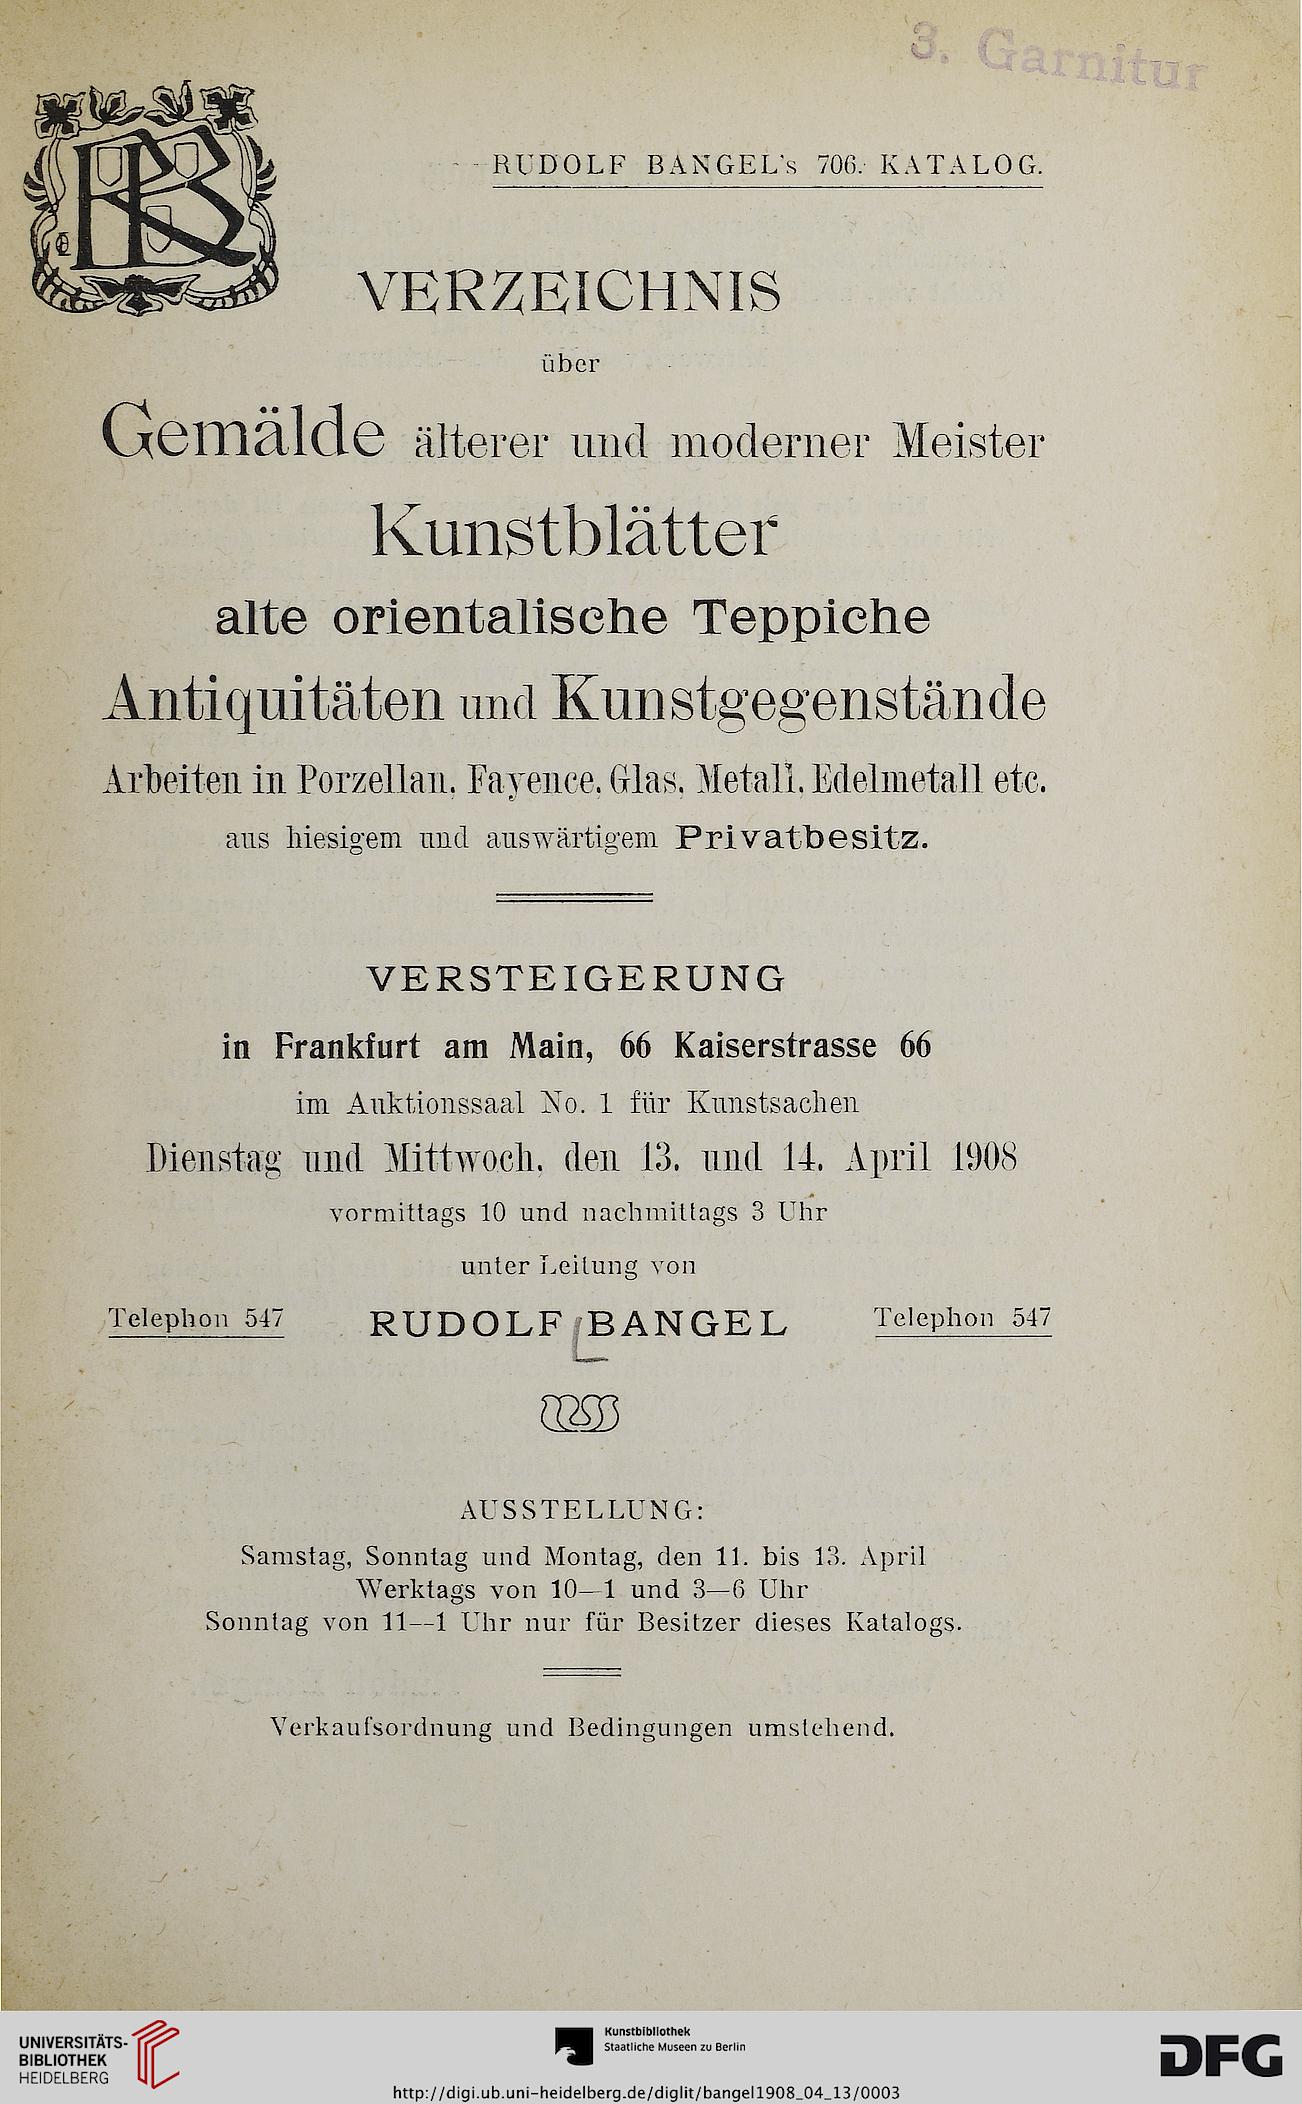 3. Garnitur
RUDOLF BANGEL's 706. KATALOG.
VERZEICHNIS
über
Gemälde älterer und moderner Meister
Kunstblätter
alte orientalische Teppiche
Antiquitäten und Kunstgegenstände
Arbeiten in Porzellan, Fayence, Glas, Metall, Edelmetall etc.
aus hiesigem und auswärtigem Privatbesitz.
VERSTEIGERUNG
in Frankfurt am Main, 66 Kaiserstrasse 66
im Auktionssaal No. 1 für Kunstsachen
Dienstag und Mittwoch, den 13. und 14. April 1908
vormittags 10 und nachmittags 3 Uhr
unter Leitung von
Telephon 547 RUDOLF BANGEL Telephon 547
AUSSTELLUNG:
Samstag, Sonntag und Montag, den 11. bis 13. April
Werktags von 10—1 und 3—6 Uhr
Sonntag von 11—1 Uhr nur für Besitzer dieses Katalogs.
Verkaufsordnung und Bedingungen umstehend.
UNIVERSITÄTS-
BIBLIOTHEK
HEIDELBERG
Kunstbibliothek
Staatliche Museen zu Berlin
DFG
http://digi.ub.uni-heidelberg.de/diglit/bangel1908_04_13/0003